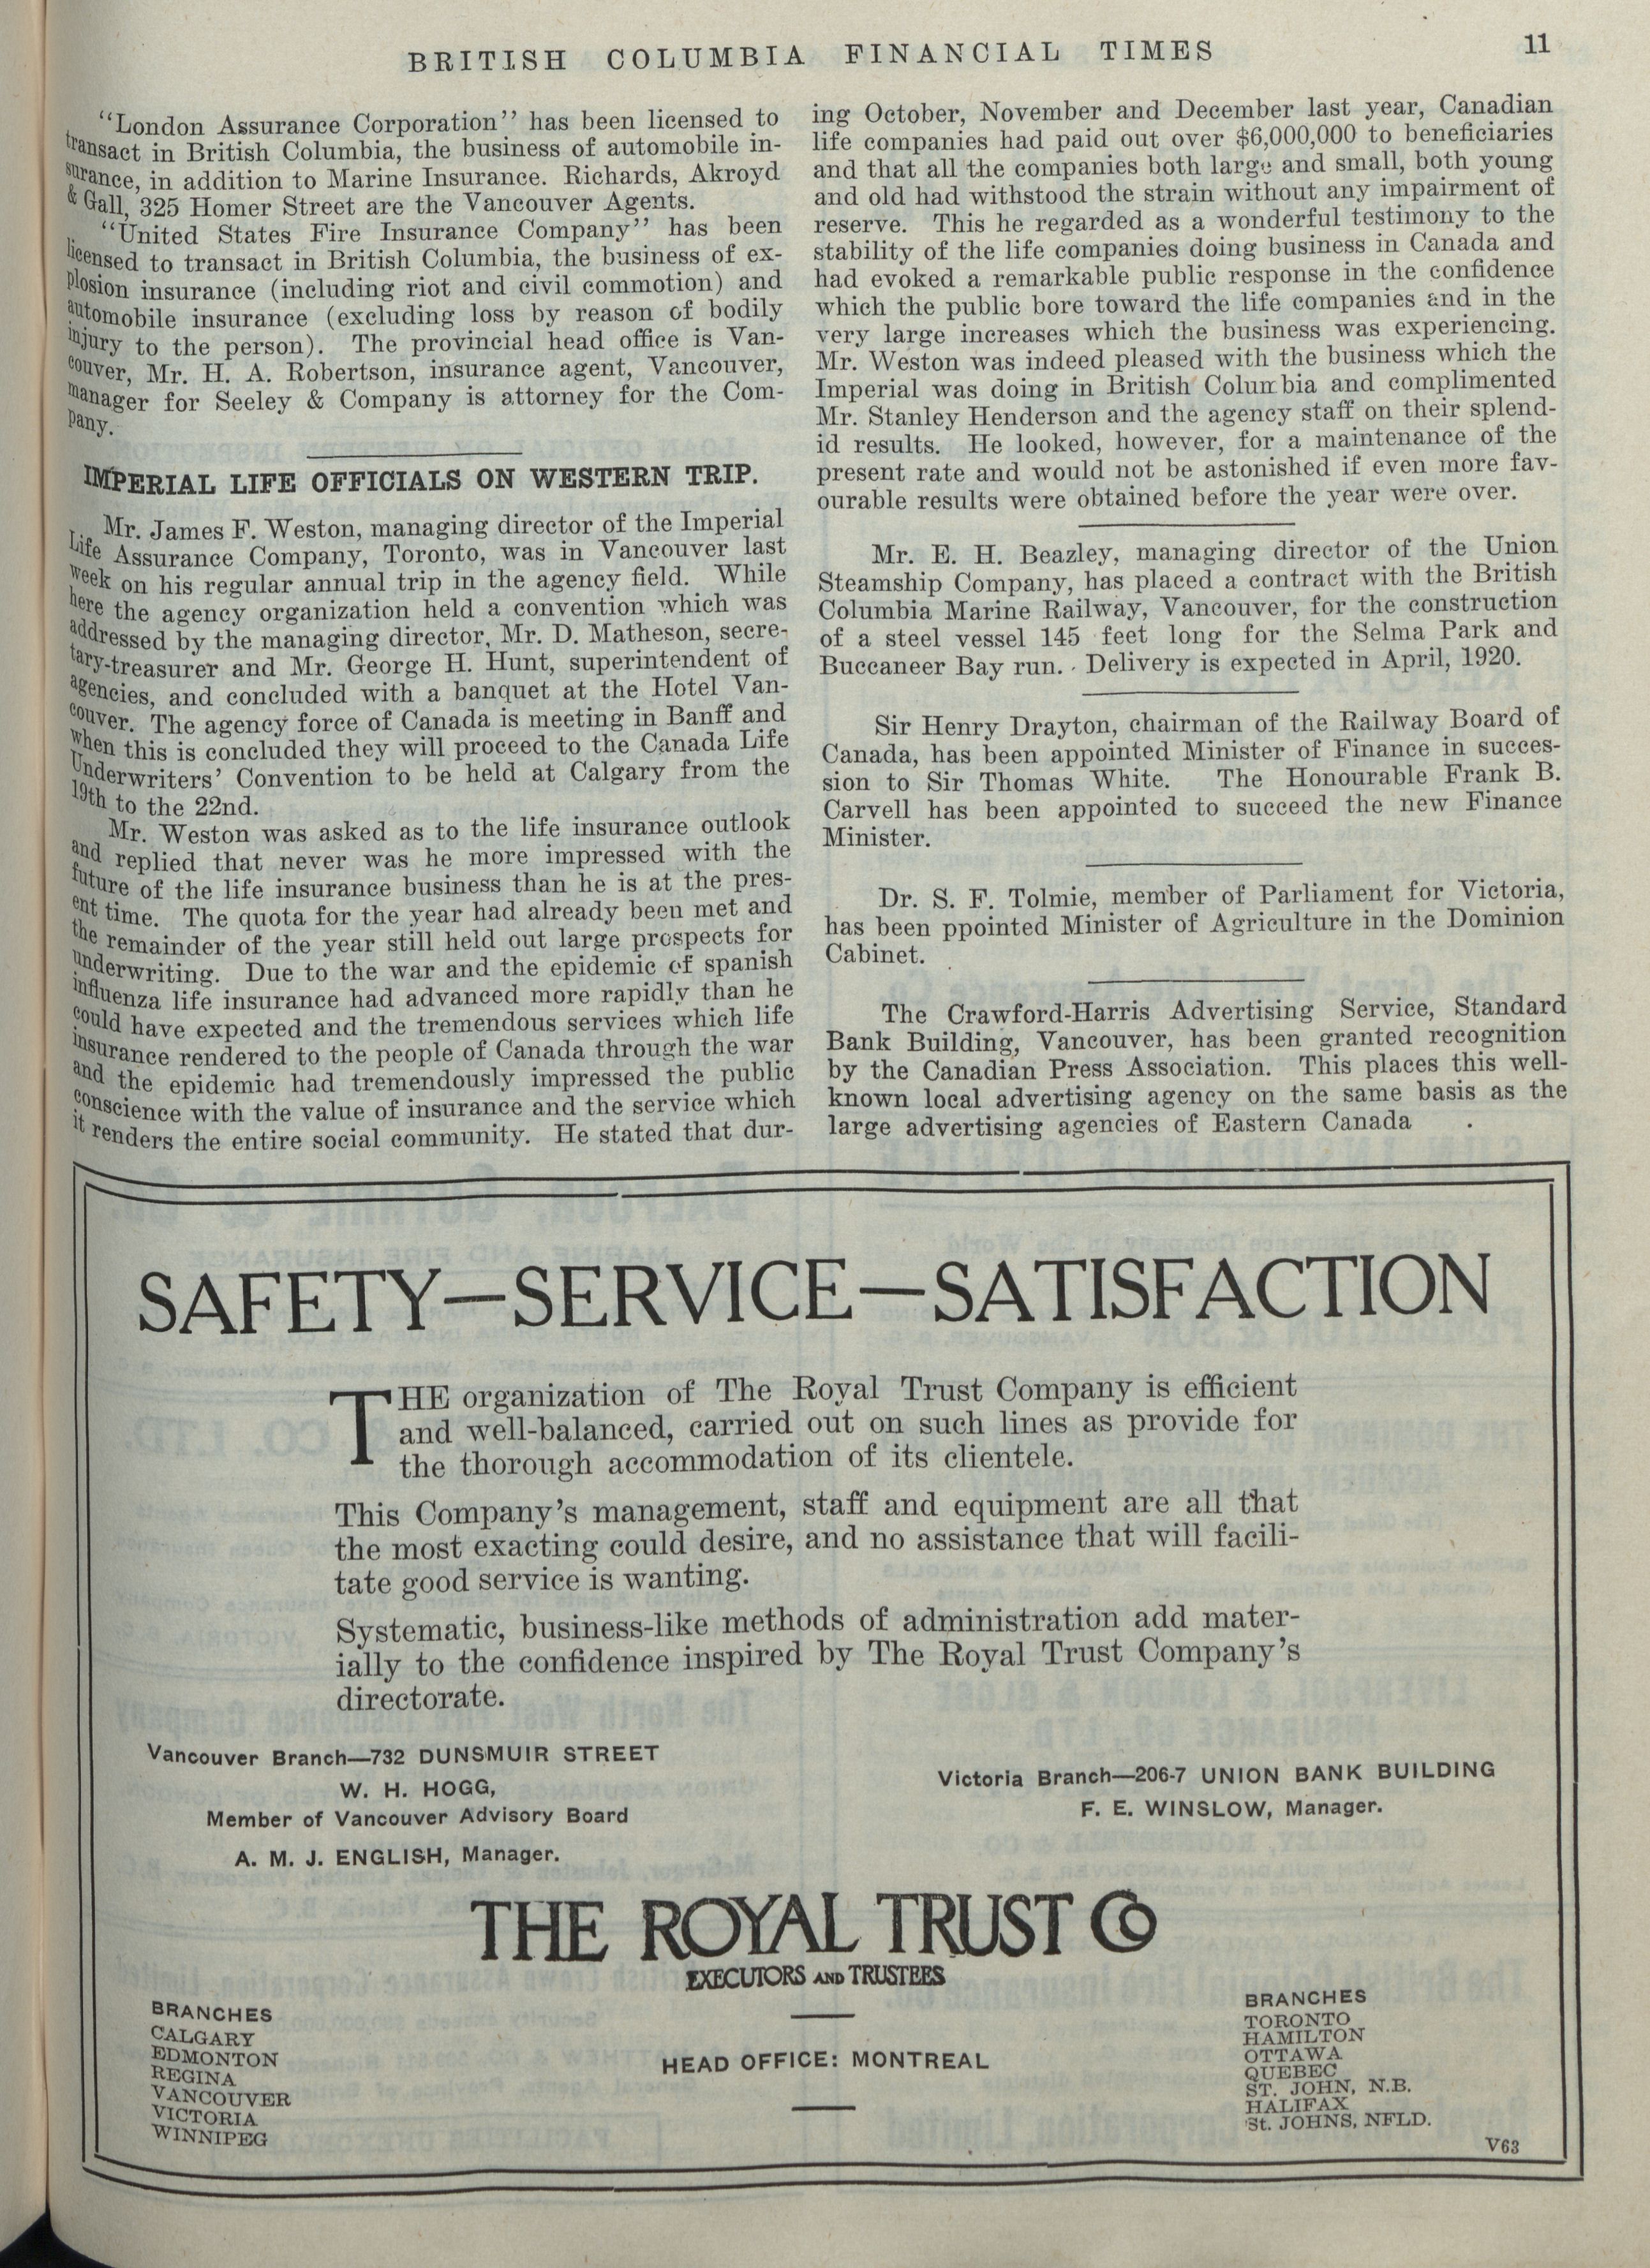 BRITISH COLUMBIA FINANCIAL TIMES
11
"London Assurance Corporation" has been licensed to
transact in British Columbia, the business of automobile in-
surance, in addition to Marine Insurance. Richards, Akroyd
& Gall, 325 Homer Street are the Vancouver Agents.
"United States Fire Insurance Company" has been
licensed to transact in British Columbia, the business of ex-
plosion insurance (including riot and civil commotion) and
automobile insurance (excluding loss by reason of bodily
injury to the person). The provincial head office is Van-
couver, Mr. H. A. Robertson, insurance agent, Vancouver,
manager for Seeley & Company is attorney for the Com-
pany.
IMPERIAL LIFE OFFICIALS ON WESTERN TRIP.
Mr. James F. Weston, managing director of the Imperial
Life Assurance Company, Toronto, was in Vancouver last
week on his regular annual trip in the agency field. While
here the agency organization held a convention which was
addressed by the managing director, Mr. D. Matheson, secre-
tary-treasurer and Mr. George H. Hunt, superintendent of
agencies, and concluded with a banquet at the Hotel Van-
couver. The agency force of Canada is meeting in Banff and
when this is concluded they will proceed to the Canada Life
Underwriters' Convention to be held at Calgary from the
19th to the 22nd.
Mr. Weston was asked as to the life insurance outlook
and replied that never was he more impressed with the
future of the life insurance business than he is at the pres-
ent time. The quota for the year had already been met and
the remainder of the year still held out large prospects for
underwriting. Due to the war and the epidemic of spanish
influenza life insurance had advanced more rapidly than he
could have expected and the tremendous services which life
insurance rendered to the people of Canada through the war
and the epidemic had tremendously impressed the public
conscience with the value of insurance and the service which
it renders the entire social community. He stated that dur-
ing October, November and December last year, Canadian
life companies had paid out over $6,000,000 to beneficiaries
and that all the companies both large and small, both young
and old had withstood the strain without any impairment of
reserve. This he regarded as a wonderful testimony to the
stability of the life companies doing business in Canada and
had evoked a remarkable public response in the confidence
which the public bore toward the life companies and in the
very large increases which the business was experiencing.
Mr. Weston was indeed pleased with the business which the
Imperial was doing in British Columbia and complimented
Mr. Stanley Henderson and the agency staff on their splend-
id results. He looked, however, for a maintenance of the
present rate and would not be astonished if even more fav-
ourable results were obtained before the year were over.
Mr. E. H. Beazley, managing director of the Union
Steamship Company, has placed a contract with the British
Columbia Marine Railway, Vancouver, for the construction
of a steel vessel 145 feet long for the Selma Park and
Buccaneer Bay run. Delivery is expected in April, 1920.
Sir Henry Drayton, chairman of the Railway Board of
Canada, has been appointed Minister of Finance in succes-
sion to Sir Thomas White. The Honourable Frank B.
Carvell has been appointed to succeed the new Finance
Minister.
Dr. S. F. Tolmie, member of Parliament for Victoria,
has been ppointed Minister of Agriculture in the Dominion
Cabinet.
The Crawford-Harris Advertising Service, Standard
Bank Building, Vancouver, has been granted recognition
by the Canadian Press Association. This places this well-
known local advertising agency on the same basis as the
large advertising agencies of Eastern Canada .
SAFETY—SERVICE—SATISFACTION
THE organization of The Royal Trust Company is efficient
and well-balanced, carried out on such lines as provide for
the thorough accommodation of its clientele.
This Company's management, staff and equipment are all that
the most exacting could desire, and no assistance that will facili-
tate good service is wanting.
Systematic, business-like methods of administration add mater-
ially to the confidence inspired by The Royal Trust Company's
directorate.
Vancouver Branch—732 DUNSMUIR STREET
W. H. HOGG,
Member of Vancouver Advisory Board
A. M. J. ENGLISH, Manager.
Victoria Branch—206-7 UNION BANK BUILDING
F. E. WINSLOW, Manager.
THE ROYAL TRUST CO
EXECUTORS AND TRUSTEES
BRANCHES
CALGARY
EDMONTON
REGINA
VANCOUVER
VICTORIA
WINNIPEG
HEAD OFFICE: MONTREAL
BRANCHES
TORONTO
HAMILTON
OTTAWA
QUEBEC
ST. JOHN, N.B.
HALIFAX
St. JOHNS, NFLD.
V63